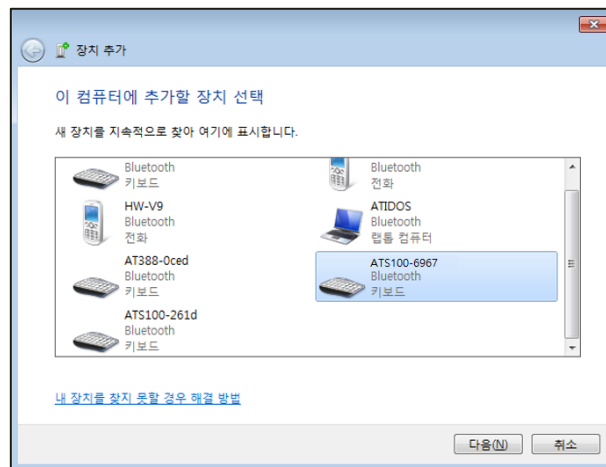 장치 추가
이 컴퓨터에 추가할 장치 선택
새 장치를 지속적으로 찾아 여기에 표시합니다.
Bluetooth
키보드
Bluetooth
전화
HW-V9
Bluetooth
전화
ATIDOS
Bluetooth
랩톱 컴퓨터
AT388-0ced
Bluetooth
키보드
ATS100-6967
Bluetooth
키보드
ATS100-261d
Bluetooth
키보드
내 장치를 찾지 못할 경우 해결 방법
다음(N)
취소